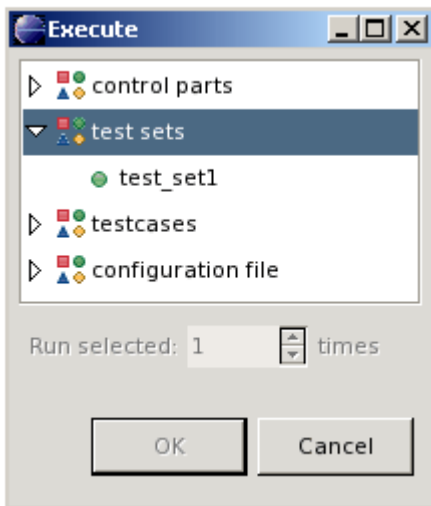 Execute
control parts
test sets
test_set1
testcases
configuration file
Run selected: 1 times
OK Cancel